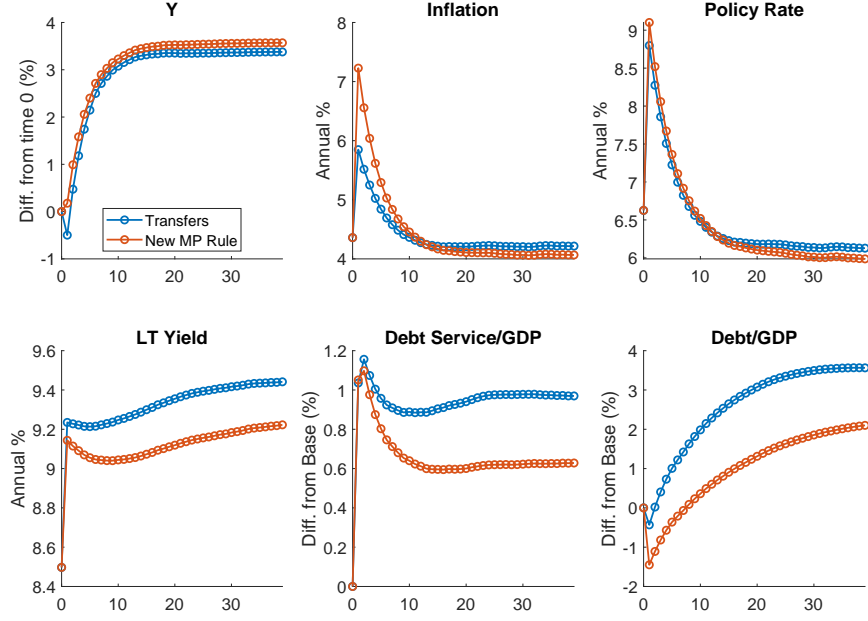 Y
Diff. from time 0 (%)
4
3
2
1
0
-1
0 10 20 30
Transfers
New MP Rule
Inflation
Annual %
8
7
6
5
4
0 10 20 30
Policy Rate
Annual %
9
8.5
8
7.5
7
6.5
6
0 10 20 30
LT Yield
Annual %
9.6
9.4
9.2
9
8.8
8.6
8.4
0 10 20 30
Debt Service/GDP
Diff. from Base (%)
1.2
1
0.8
0.6
0.4
0.2
0
0 10 20 30
Debt/GDP
Diff. from Base (%)
4
3
2
1
0
-1
-2
0 10 20 30